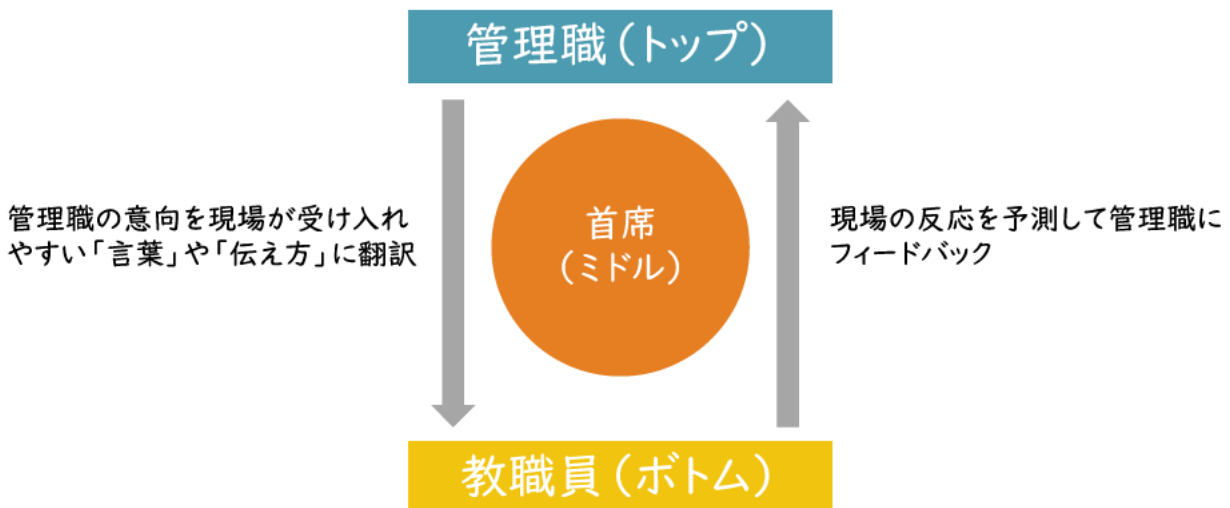 管理職（トップ）
管理職の意向を現場が受け入れ
やすい「言葉」や「伝え方」に翻訳
首席
（ミドル）
現場の反応を予測して管理職に
フィードバック
教職員（ボトム）